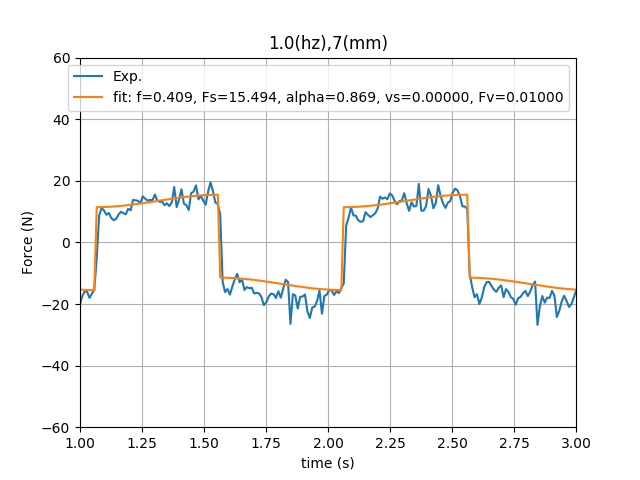 1.0(hz),7(mm)
Exp.
fit: f=0.409, Fs=15.494, alpha=0.869, vs=0.00000, Fv=0.01000
Force (N)
60
40
20
0
−20
−40
−60
1.00 1.25 1.50 1.75 2.00 2.25 2.50 2.75 3.00
time (s)